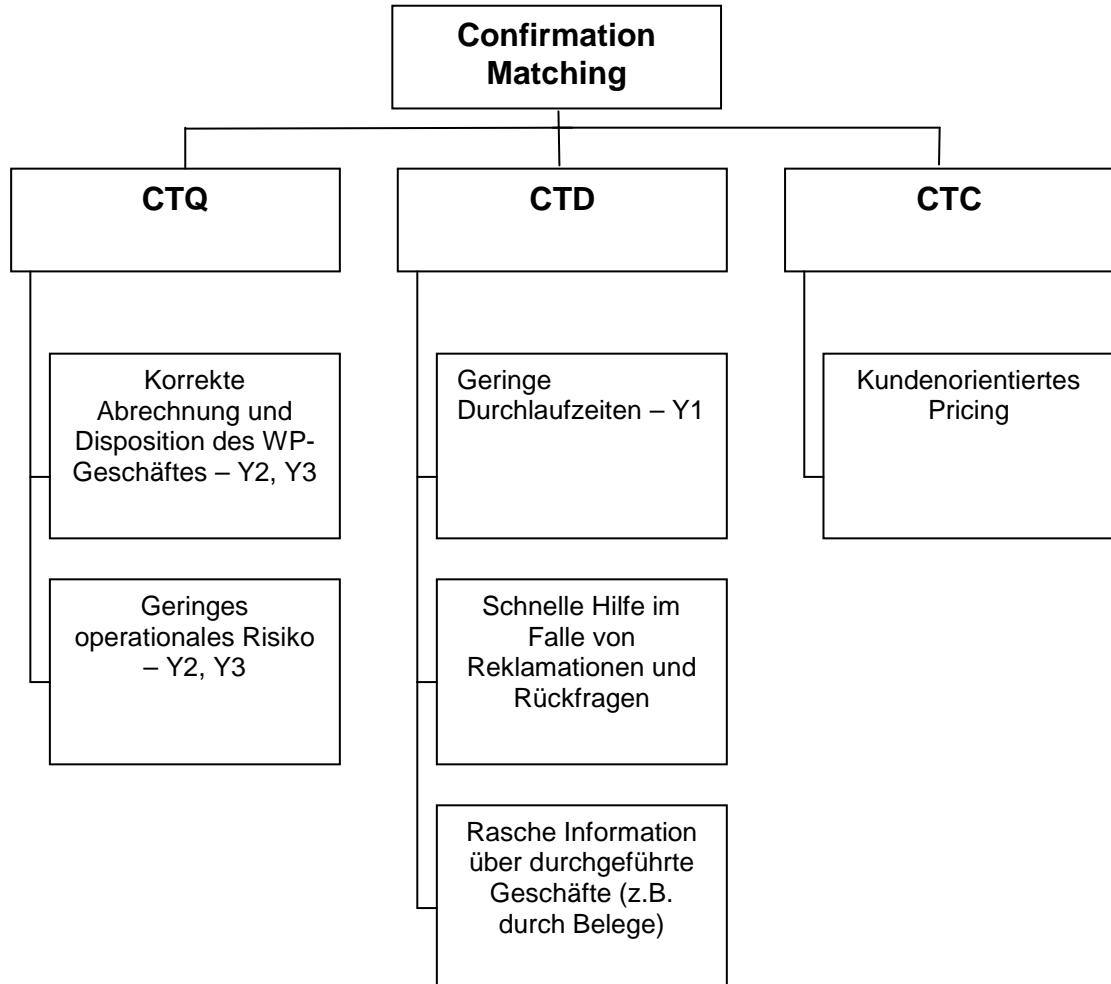 Confirmation
Matching
CTQ
CTD
CTC
Korrekte
Abrechnung und
Disposition des WP-
Geschäftes – Y2, Y3
Geringes
operationales Risiko
– Y2, Y3
Geringe
Durchlaufzeiten – Y1
Schnelle Hilfe im
Falle von
Reklamationen und
Rückfragen
Rasche Information
über durchgeführte
Geschäfte (z.B.
durch Belege)
Kundenorientiertes
Pricing